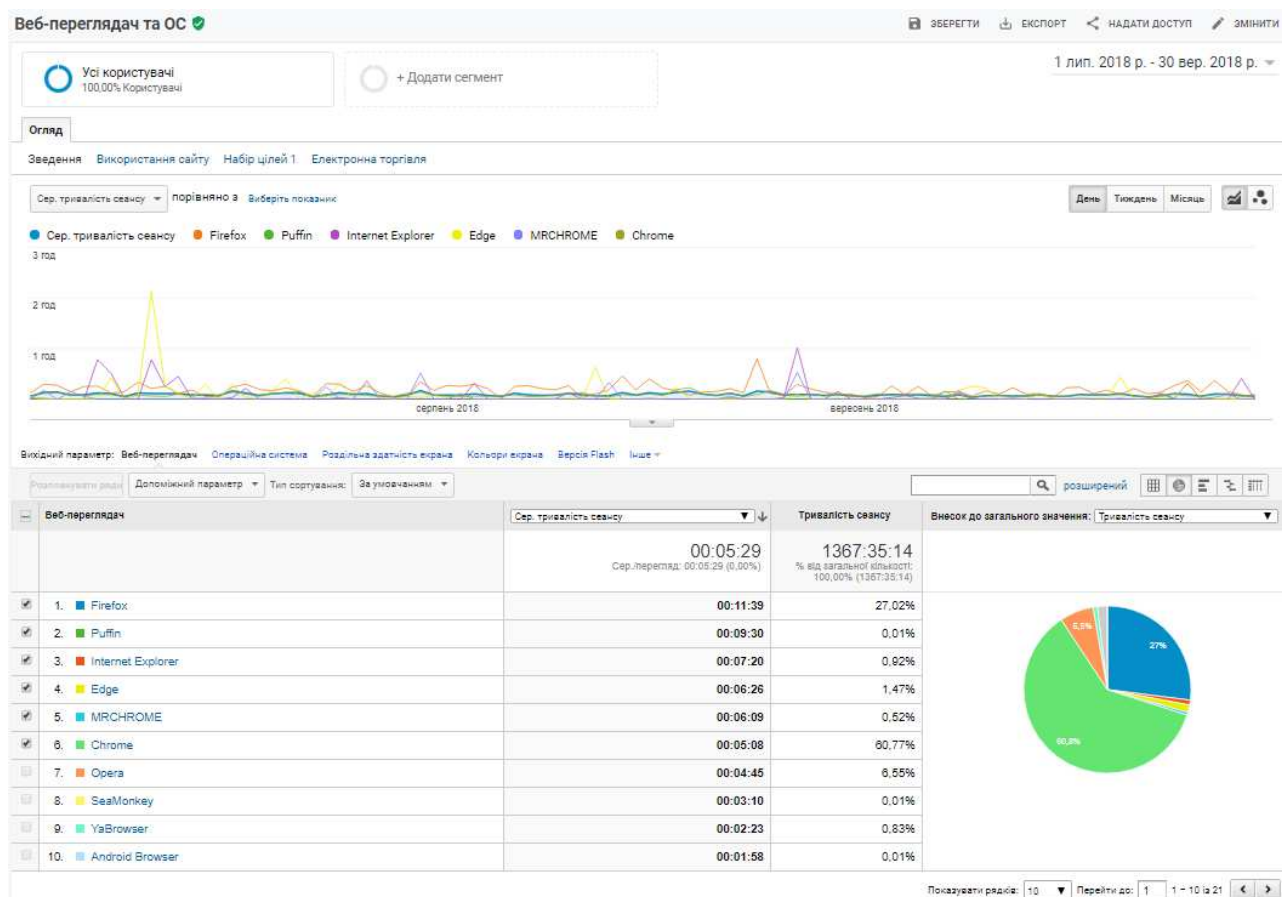 Веб-переглядач та ОС
ЗБЕРЕГТИ ЕКСПОРТ НАДАТИ ДОСТУП ЗМІНИТИ
Усі користувачі
100,00% Користувачі
+ Додати сегмент
1 лип. 2018 р. - 30 вер. 2018 р.
Огляд
Зведення Використання сайту Набір цілей 1 Електронна торгівля
Сер. тривалість сеансу порівняно з Виберіть показник
День Тиждень Місяць
Сер. тривалість сеансу Firefox Puffin Internet Explorer Edge MRCHROME Chrome
3 год
2 год
1 год
серпень 2018 вересень 2018
Вихідний параметр: Веб-переглядач Операційна система Роздільна здатність екрана Кольори екрана Версія Flash Інше
Розпланувати ряди Допоміжний параметр Тип сортування: За умовчанням розширений
Веб-переглядач Сер. тривалість сеансу Тривалість сеансу Внесок до загального значення: Тривалість сеансу
00:05:29 1367:35:14
Сер./перегляд: 00:05:29 (0,00%) % від загальної кількості:
100,00% (1367:35:14)
1. Firefox 00:11:39 27,02%
2. Puffin 00:09:30 0,01%
3. Internet Explorer 00:07:20 0,92%
4. Edge 00:06:26 1,47%
5. MRCHROME 00:06:09 0,52%
6. Chrome 00:05:08 60,77%
7. Opera 00:04:45 6,55%
8. SeaMonkey 00:03:10 0,01%
9. YaBrowser 00:02:23 0,83%
10. Android Browser 00:01:58 0,01%
6,5%
27%
60,8%
Показувати рядків: 10 Перейти до: 1 1 – 10 із 21